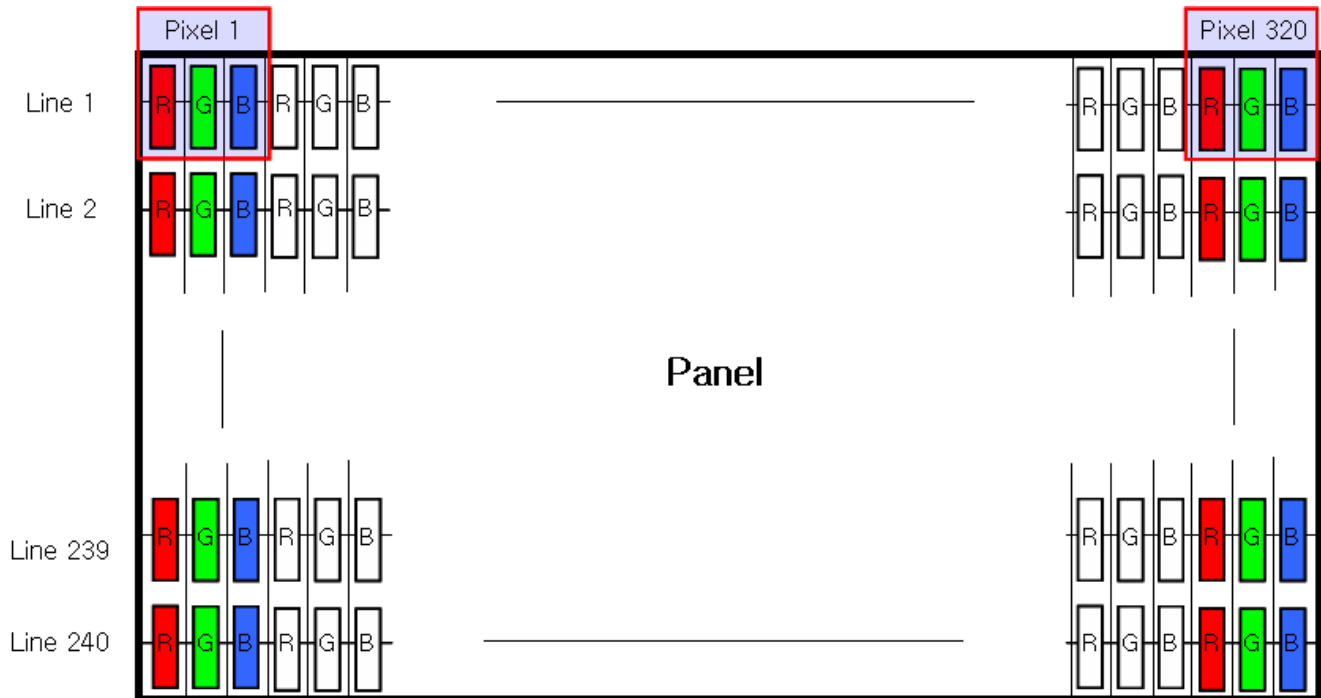 Pixel 1 Pixel 320
Line 1 R G B R G B R G B R G B
Line 2 R G B R G B R G B R G B
Panel
Line 239 R G B R G B R G B R G B
Line 240 R G B R G B R G B R G B